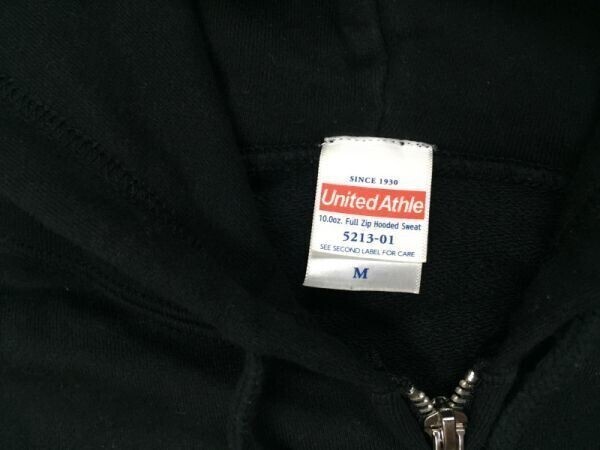 SINCE 1930
United Athle
10.0oz. Full Zip Hooded Sweat
5213-01
SEE SECOND LABEL FOR CARE
M